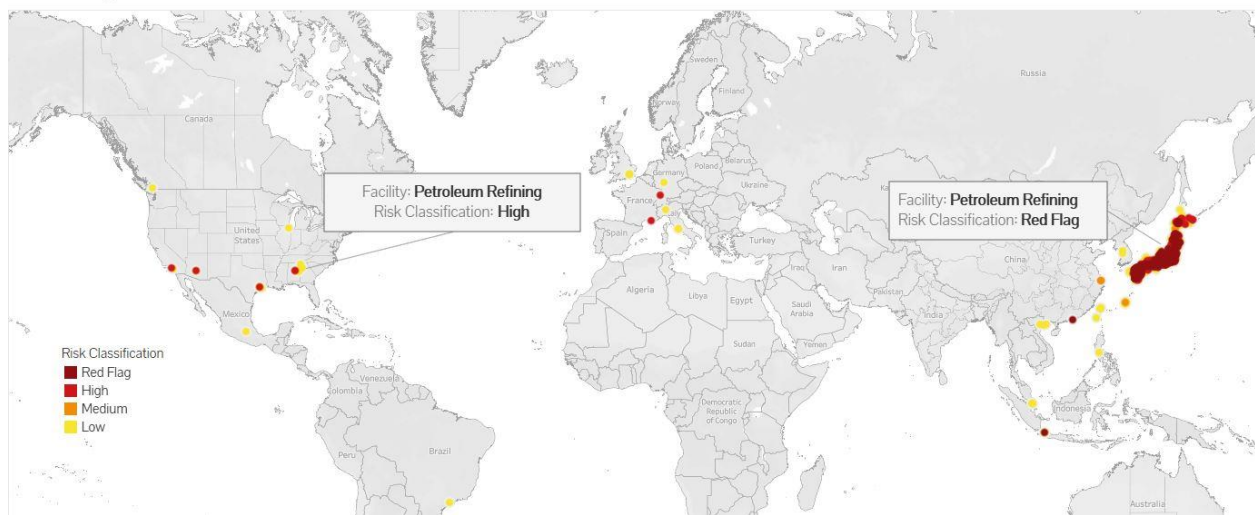 Sweden
Russia
Finland
Norway
Canada
Belarus
Poland
Germany
Ukraine
Facility: Petroleum Refining
Risk Classification: High
France
Facility: Petroleum Refining
Risk Classification: Red Flag
United
States
Spain
Turkey
China
Iraq
Iran
Algeria
Libya
Egypt
Pakistan
Saudi
Arabia
India
Mexico
Sudan
Yemen
Risk Classification
Red Flag
High
Medium
Low
Venezuela
Colombia
Democratic
Republic
of Congo
Indonesia
Peru
Brazil
Australia